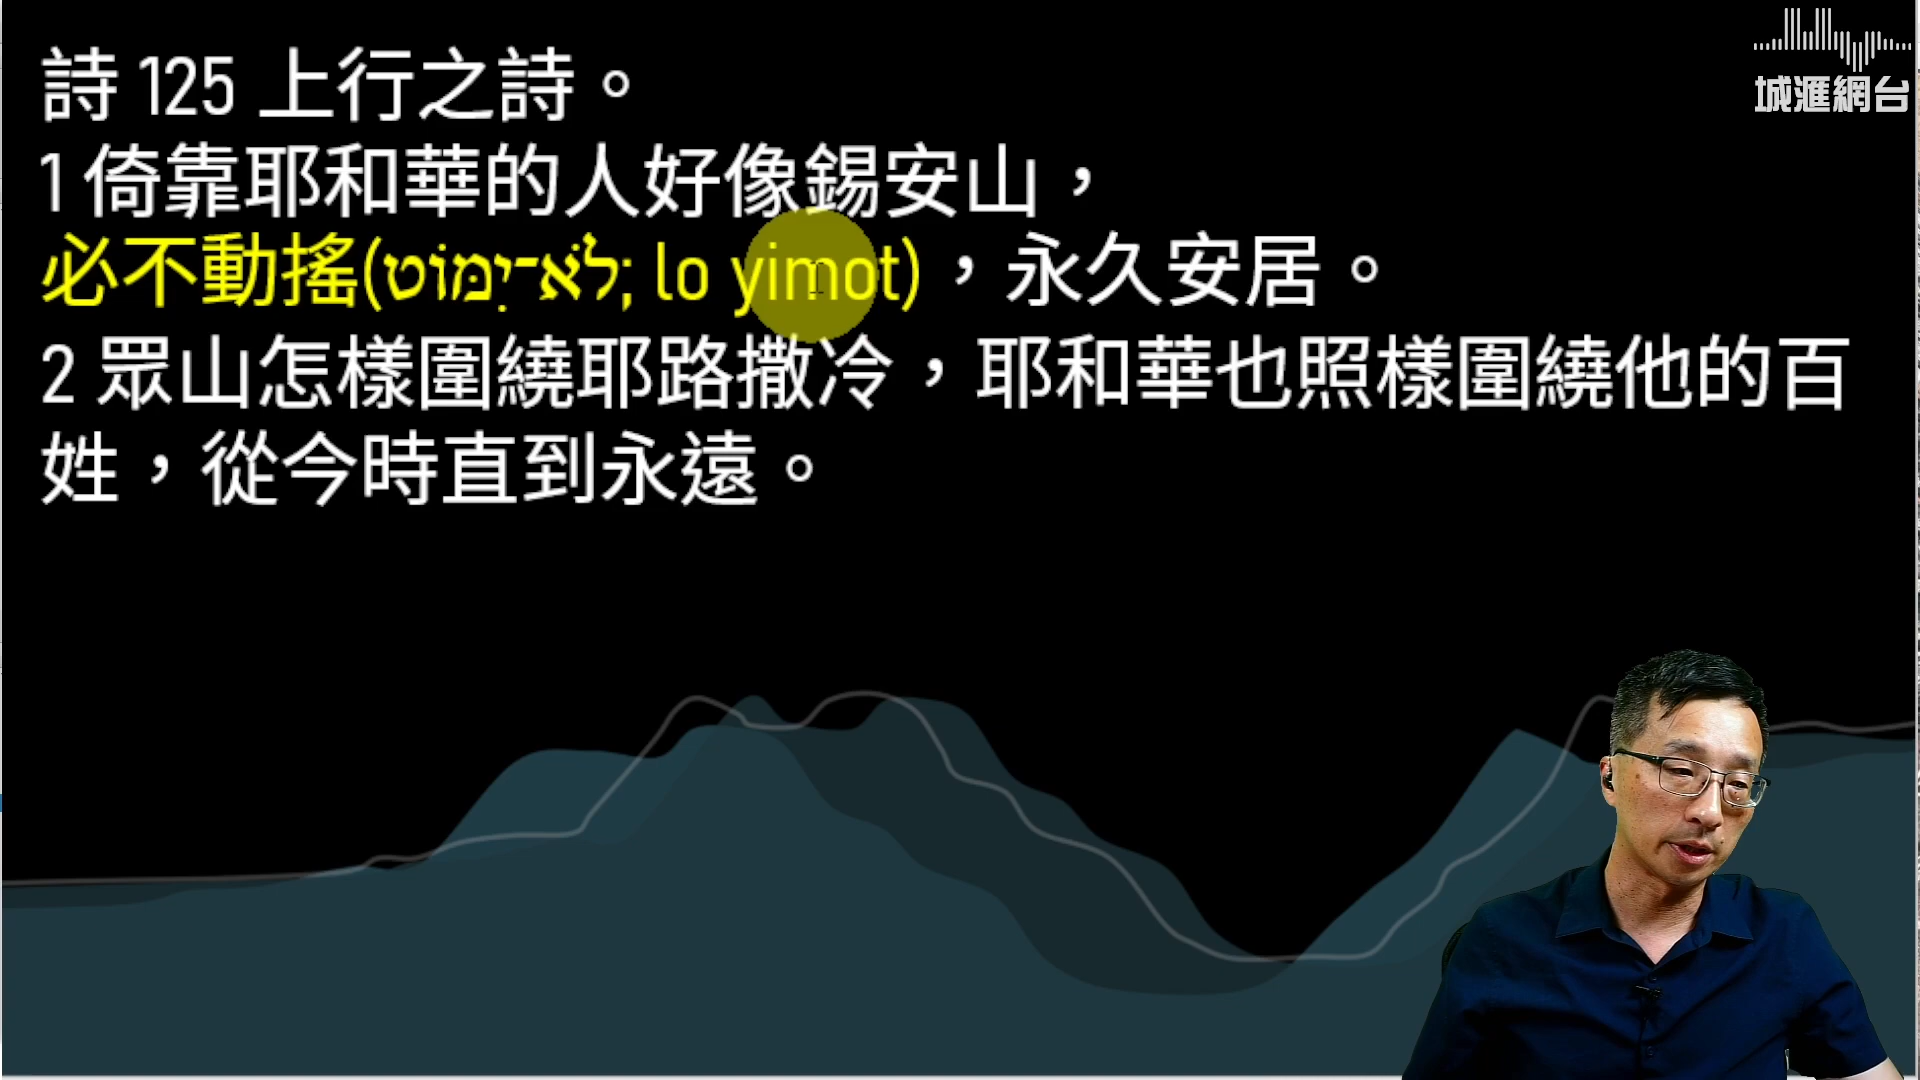 詩 125 上行之詩。
1 倚靠耶和華的人好像錫安山，
必不動搖(לֹא־יִמּוֹט; lo yimot)，永久安居。
2 眾山怎樣圍繞耶路撒冷，耶和華也照樣圍繞他的百
姓，從今時直到永遠。
城滙網台